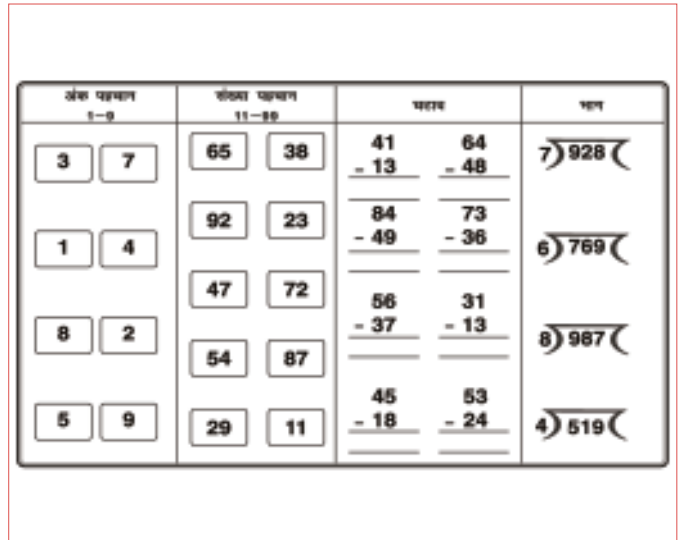 अंक पहचान
1-9
3 7
1 4
8 2
5 9
संख्या पहचान
11-99
65 38
92 23
47 72
54 87
29 11
घटाव
41 64
- 13 - 48
84 73
- 49 - 36
56 31
- 37 - 13
45 53
- 18 - 24
भाग
7)928(
6)769(
8)987(
4)519(